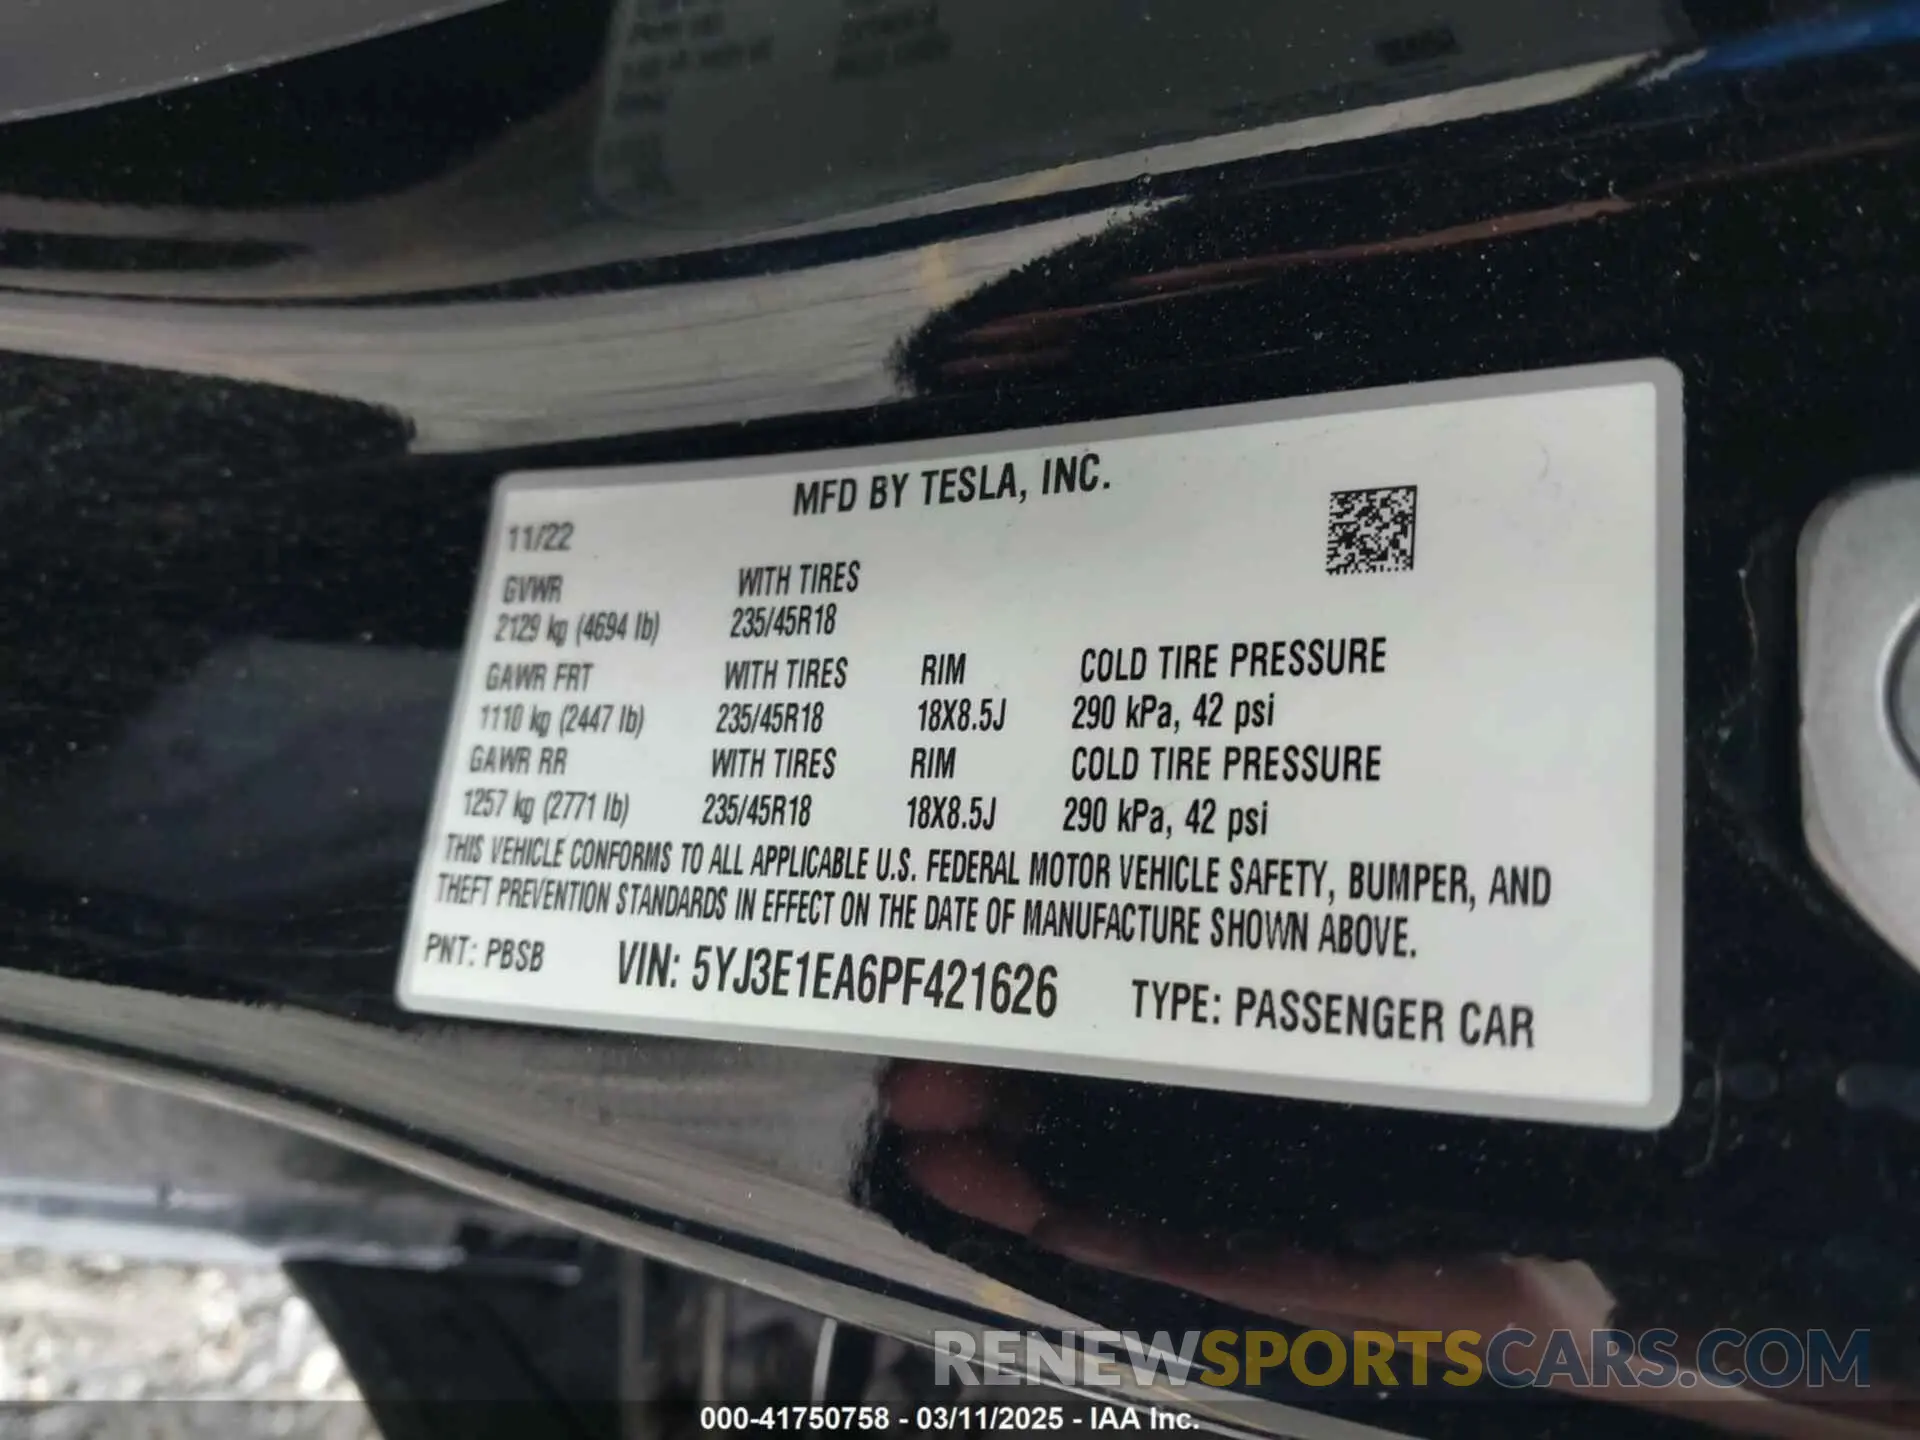 MFD BY TESLA, INC.
11/22
GVWR WITH TIRES
2129 kg (4694 lb) 235/45R18
GAWR FRT WITH TIRES RIM COLD TIRE PRESSURE
1110 kg (2447 lb) 235/45R18 18X8.5J 290 kPa, 42 psi
GAWR RR WITH TIRES RIM COLD TIRE PRESSURE
1257 kg (2771 lb) 235/45R18 18X8.5J 290 kPa, 42 psi
THIS VEHICLE CONFORMS TO ALL APPLICABLE U.S. FEDERAL MOTOR VEHICLE SAFETY, BUMPER, AND
THEFT PREVENTION STANDARDS IN EFFECT ON THE DATE OF MANUFACTURE SHOWN ABOVE.
PNT: PBSB VIN: 5YJ3E1EA6PF421626 TYPE: PASSENGER CAR
RENEWSPORTSCARS.COM
000-41750758 - 03/11/2025 - IAA Inc.